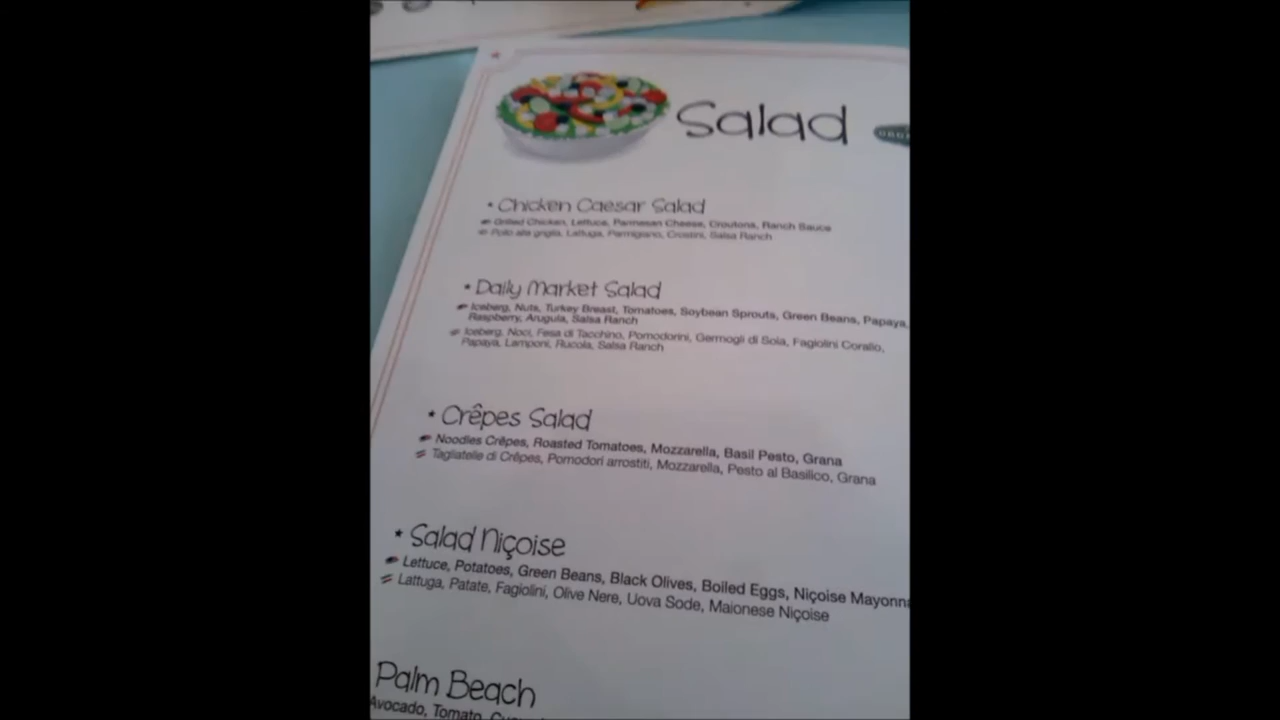 Salad
Chicken Caesar Salad
Grilled Chicken, Lettuce, Parmesan Cheese, Croutons, Ranch Sauce
Pollo alla griglia, Lattuga, Parmigiano, Crostini, Salsa Ranch
Daily Market Salad
Iceberg, Nuts, Turkey Breast, Tomatoes, Soybean Sprouts, Green Beans, Papaya,
Raspberry, Arugula, Salsa Ranch
Iceberg, Noci, Fesa di Tacchino, Pomodorini, Germogli di Soia, Fagiolini Corallo,
Papaya, Lamponi, Rucola, Salsa Ranch
Crêpes Salad
Noodles Crêpes, Roasted Tomatoes, Mozzarella, Basil Pesto, Grana
Tagliatelle di Crêpes, Pomodori arrostiti, Mozzarella, Pesto al Basilico, Grana
Salad Niçoise
Lettuce, Potatoes, Green Beans, Black Olives, Boiled Eggs, Niçoise Mayonna
Lattuga, Patate, Fagiolini, Olive Nere, Uova Sode, Maionese Niçoise
Palm Beach
Avocado, Tomato,